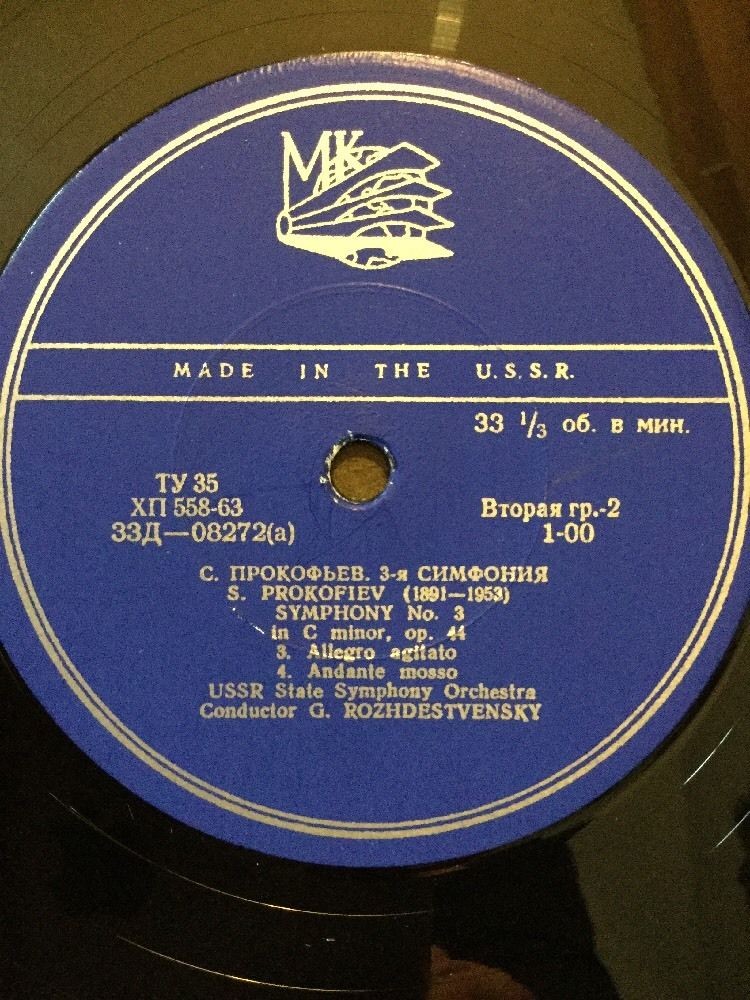 МК
MADE IN THE U.S.S.R.
33 1/3 об. в мин.
ТУ 35
ХП 558-63
33Д—08272(а)
Вторая гр.-2
1-00
С. ПРОКОФЬЕВ. 3-я СИМФОНИЯ
S. PROKOFIEV (1891—1953)
SYMPHONY No. 3
in C minor, op. 44
3. Allegro agitato
4. Andante mosso
USSR State Symphony Orchestra
Conductor G. ROZHDESTVENSKY